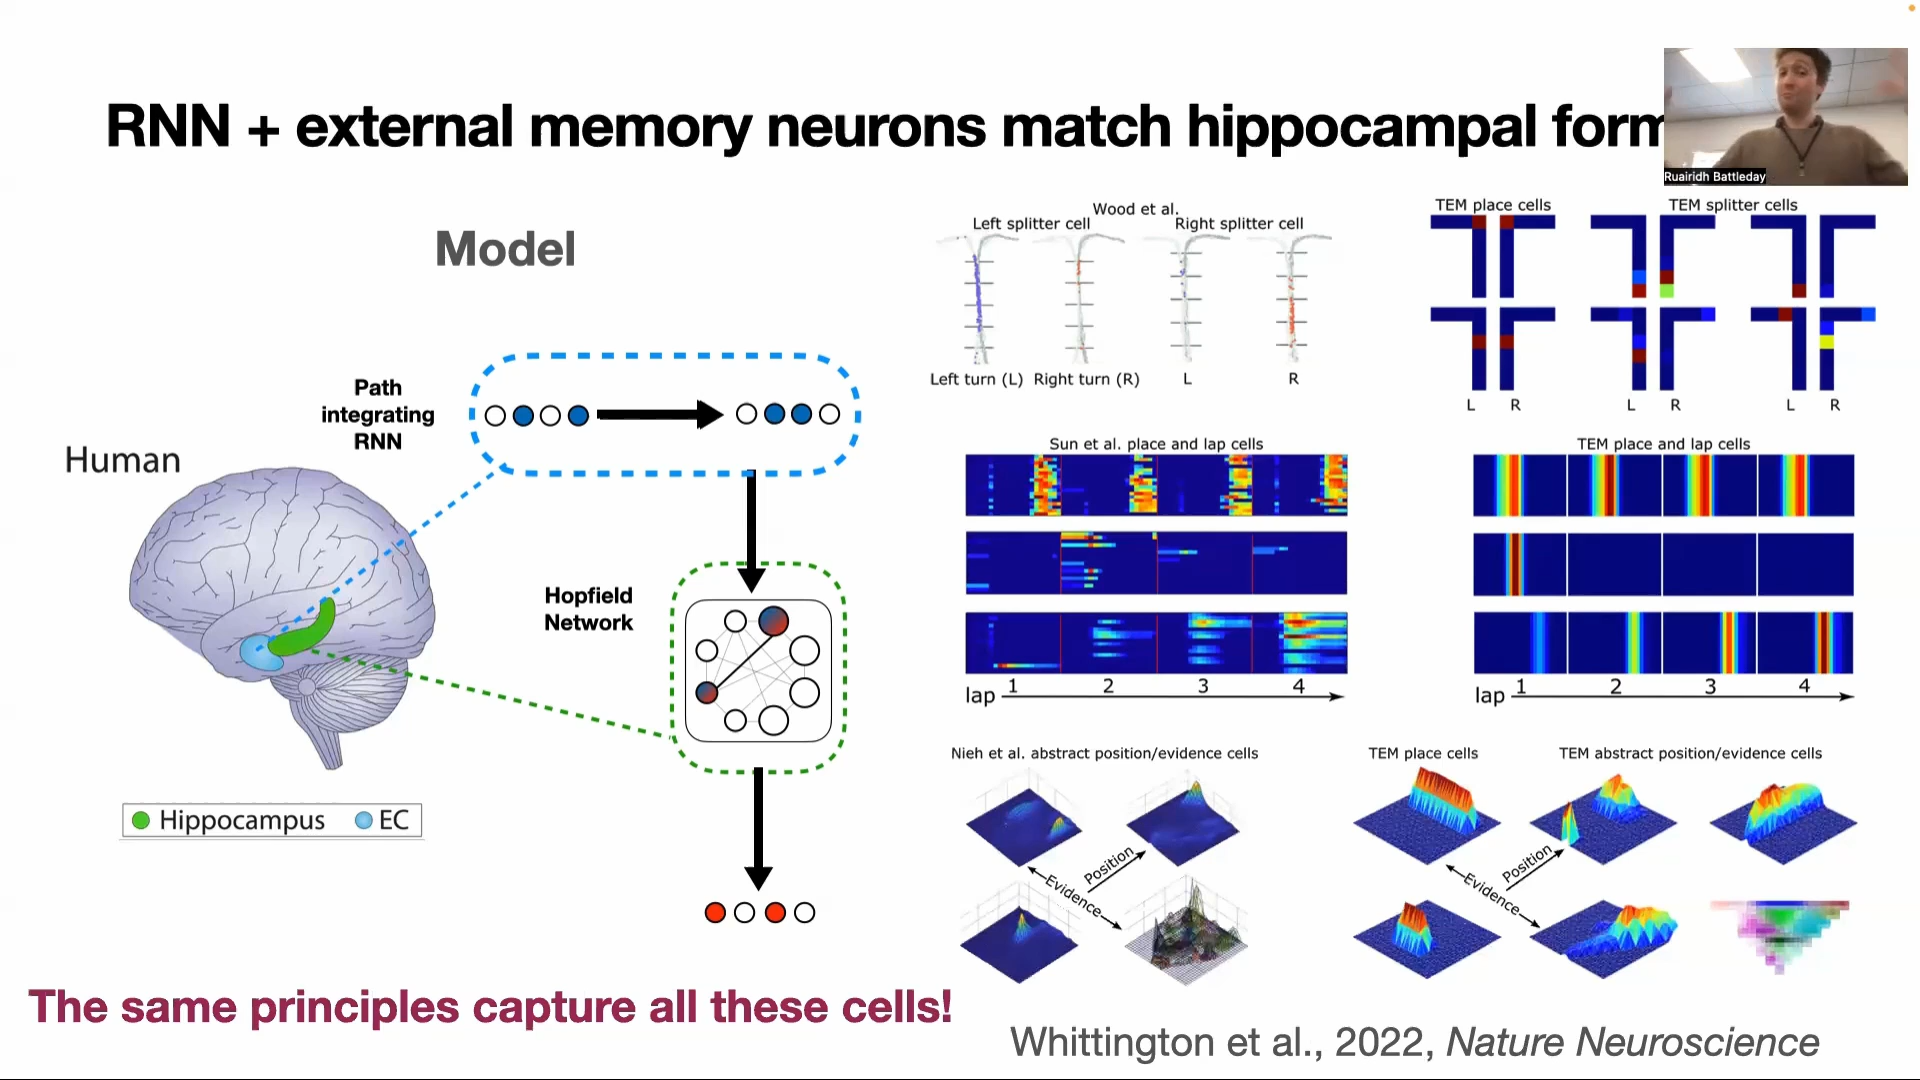 RNN + external memory neurons match hippocampal form
Ruairidh Battleday
Model
Path
integrating
RNN
Human
Hopfield
Network
Hippocampus
EC
The same principles capture all these cells!
Wood et al.
Left splitter cell
Right splitter cell
Left turn (L)
Right turn (R)
L
R
TEM place cells
TEM splitter cells
L
R
L
R
L
R
Sun et al. place and lap cells
lap
1
2
3
4
TEM place and lap cells
lap
1
2
3
4
Nieh et al. abstract position/evidence cells
Position
Evidence
TEM place cells
TEM abstract position/evidence cells
Position
Evidence
Whittington et al., 2022, Nature Neuroscience